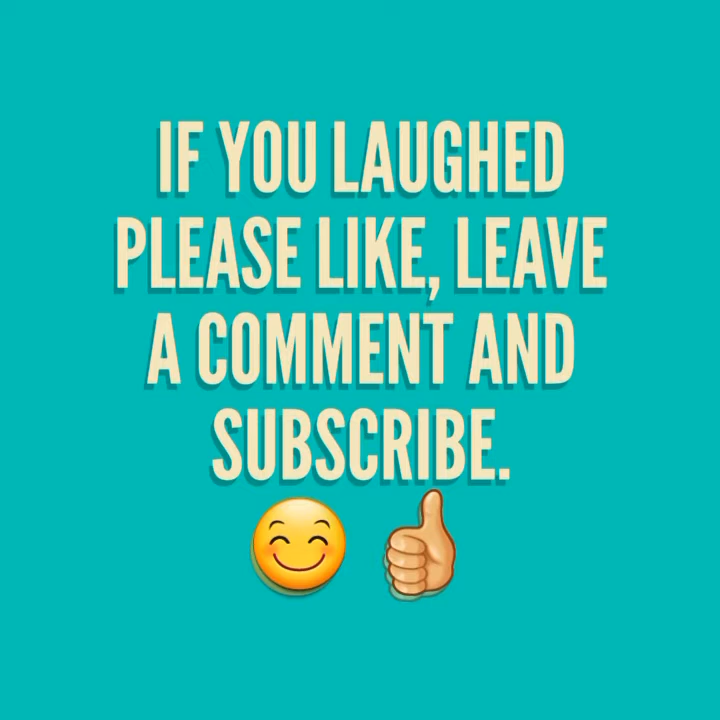 IF YOU LAUGHED
PLEASE LIKE, LEAVE
A COMMENT AND
SUBSCRIBE.